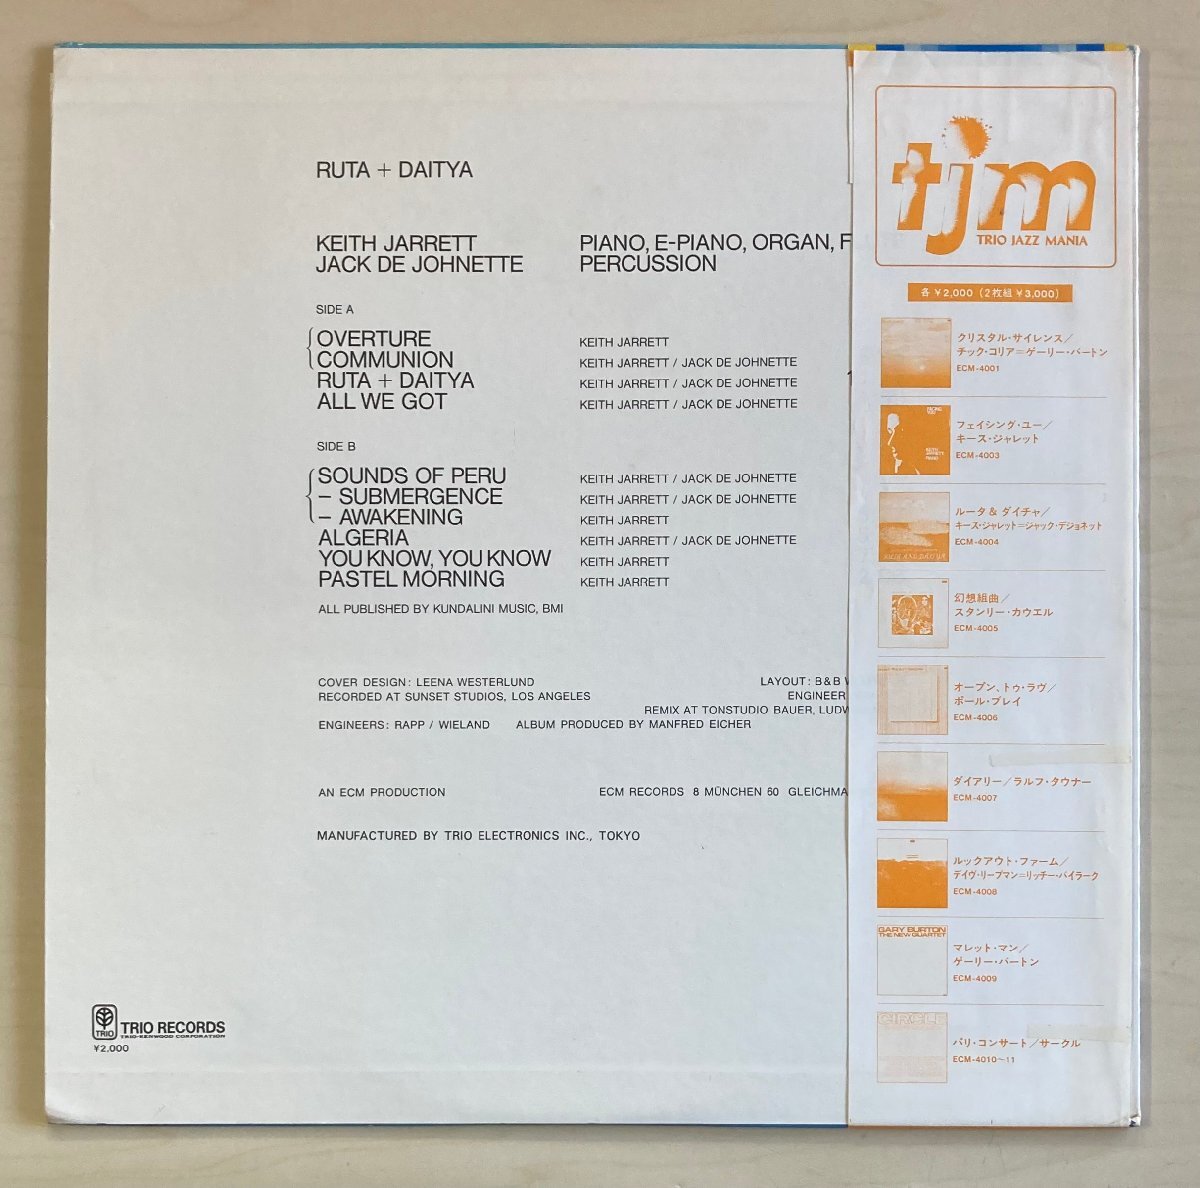 RUTA + DAITYA
KEITH JARRETT PIANO, E-PIANO, ORGAN, F
JACK DE JOHNETTE PERCUSSION
SIDE A
OVERTURE KEITH JARRETT
COMMUNION KEITH JARRETT / JACK DE JOHNETTE
RUTA + DAITYA KEITH JARRETT / JACK DE JOHNETTE
ALL WE GOT KEITH JARRETT / JACK DE JOHNETTE
SIDE B
SOUNDS OF PERU KEITH JARRETT / JACK DE JOHNETTE
– SUBMERGENCE KEITH JARRETT / JACK DE JOHNETTE
– AWAKENING KEITH JARRETT
ALGERIA KEITH JARRETT / JACK DE JOHNETTE
YOU KNOW, YOU KNOW KEITH JARRETT
PASTEL MORNING KEITH JARRETT
ALL PUBLISHED BY KUNDALINI MUSIC, BMI
COVER DESIGN: LEENA WESTERLUND LAYOUT: B & B
RECORDED AT SUNSET STUDIOS, LOS ANGELES ENGINEER
REMIX AT TONSTUDIO BAUER, LUDW
ENGINEERS: RAPP / WIELAND ALBUM PRODUCED BY MANFRED EICHER
AN ECM PRODUCTION ECM RECORDS 8 MÜNCHEN 60 GLEICHMA
MANUFACTURED BY TRIO ELECTRONICS INC., TOKYO
TRIO
TRIO RECORDS
TRIO-KENWOOD CORPORATION
¥2,000
tjm
TRIO JAZZ MANIA
各¥2,000(2枚組¥3,000)
クリスタル・サイレンス/
チック・コリア=ゲーリー・バートン
ECM-4001
FACING
YOU
KEITH
JARRETT
PIANO
フェイシング・ユー/
キース・ジャレット
ECM-4003
ルータ&ダイチャ/
キース・ジャレット=ジャック・デジョネット
ECM-4004
RUTA AND DAITYA
幻想組曲/
スタンリー・カウエル
ECM-4005
オープン、トゥ・ラヴ/
ポール・ブレイ
ECM-4006
ダイアリー/ラルフ・タウナー
ECM-4007
ルックアウト・ファーム/
デイヴ・リーブマン=リッチー・バイラーク
ECM-4008
GARY BURTON
THE NEW QUARTET
マレット・マン/
ゲーリー・バートン
ECM-4009
CIRCLE
パリ・コンサート/サークル
ECM-4010〜11